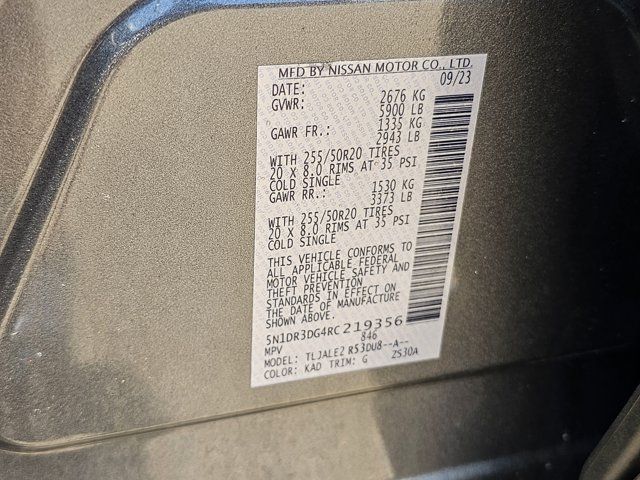 MFD BY NISSAN MOTOR CO., LTD.
DATE: 09/23
GVWR: 2676 KG
5900 LB
GAWR FR.: 1335 KG
2943 LB
WITH 255/50R20 TIRES
20 X 8.0 RIMS AT 35 PSI
COLD SINGLE
GAWR RR.: 1530 KG
3373 LB
WITH 255/50R20 TIRES
20 X 8.0 RIMS AT 35 PSI
COLD SINGLE
THIS VEHICLE CONFORMS TO
ALL APPLICABLE FEDERAL
MOTOR VEHICLE SAFETY AND
THEFT PREVENTION
STANDARDS IN EFFECT ON
THE DATE OF MANUFACTURE
SHOWN ABOVE.
5N1DR3DG4RC219356
MPV 846
MODEL: TLJALE2 R53DU8--A--
COLOR: KAD TRIM: G ZS30A